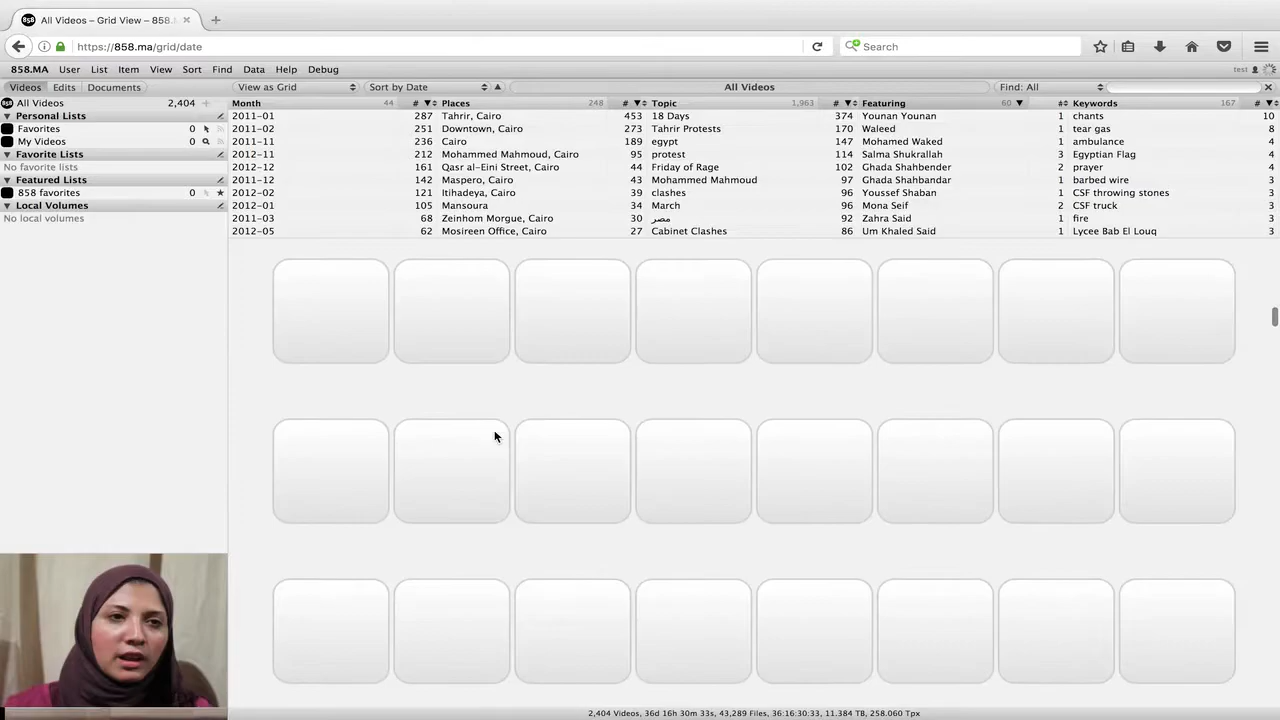 858 All Videos – Grid View – 858.
https://858.ma/grid/date
Search
858.MA User List Item View Sort Find Data Help Debug
test
Videos Edits Documents
View as Grid
Sort by Date
All Videos
Find: All
858 All Videos 2,404
Personal Lists
Favorites 0
My Videos 0
Favorite Lists
No favorite lists
Featured Lists
858 favorites 0
Local Volumes
No local volumes
Month 44 # Places 248 # Topic 1,963 # Featuring 60 # Keywords 167 #
2011-01 287 Tahrir, Cairo 453 18 Days 374 Younan Younan 1 chants 10
2011-02 251 Downtown, Cairo 273 Tahrir Protests 170 Waleed 1 tear gas 8
2011-11 236 Cairo 189 egypt 147 Mohamed Waked 1 ambulance 4
2012-11 212 Mohammed Mahmoud, Cairo 95 protest 114 Salma Shukrallah 3 Egyptian Flag 4
2012-12 161 Qasr al-Eini Street, Cairo 44 Friday of Rage 102 Ghada Shahbender 2 prayer 4
2011-12 142 Maspero, Cairo 43 Mohammed Mahmoud 97 Ghada Shahbandar 1 barbed wire 3
2012-02 121 Itihadeya, Cairo 39 clashes 96 Youssef Shaban 1 CSF throwing stones 3
2012-01 105 Mansoura 34 March 96 Mona Seif 2 CSF truck 3
2011-03 68 Zeinhom Morgue, Cairo 30 مصر 92 Zahra Said 1 fire 3
2012-05 62 Mosireen Office, Cairo 27 Cabinet Clashes 86 Um Khaled Said 1 Lycee Bab El Louq 3
2,404 Videos, 36d 16h 30m 33s, 43,289 Files, 36:16:30:33, 11.384 TB, 258.060 Tpx